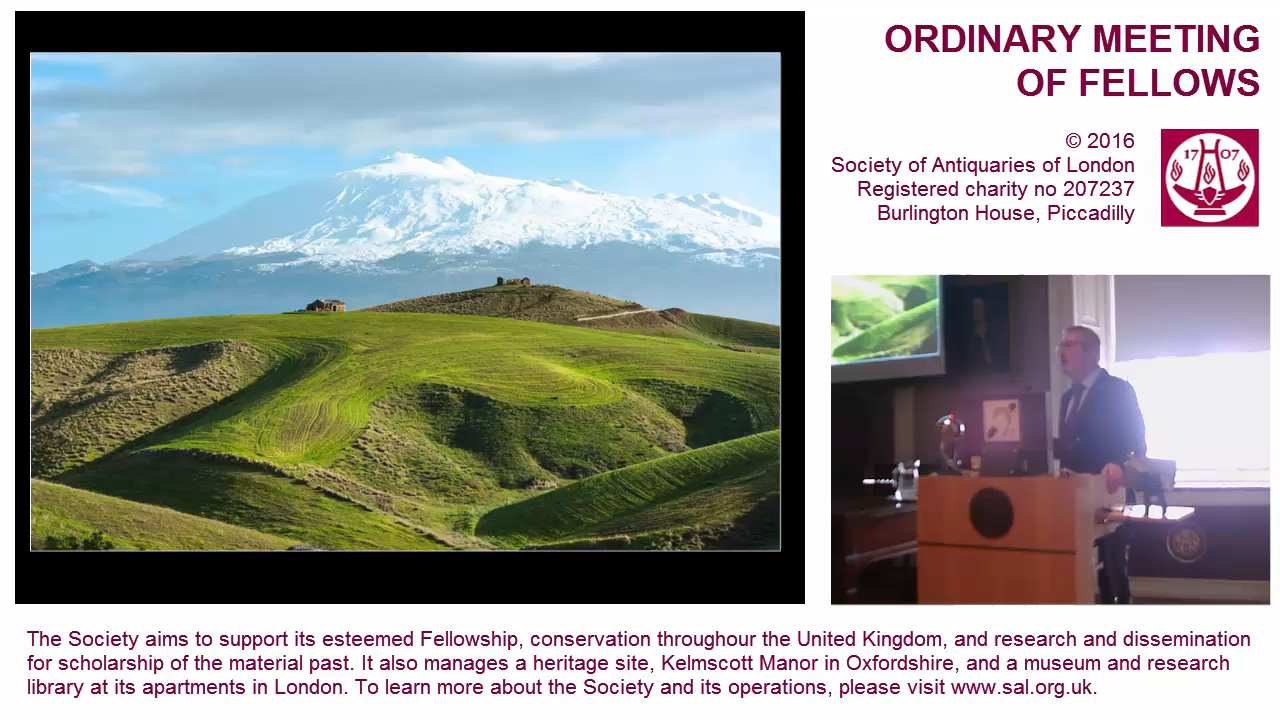 ORDINARY MEETING
OF FELLOWS
© 2016
Society of Antiquaries of London
Registered charity no 207237
Burlington House, Piccadilly
17 07
The Society aims to support its esteemed Fellowship, conservation throughour the United Kingdom, and research and dissemination
for scholarship of the material past. It also manages a heritage site, Kelmscott Manor in Oxfordshire, and a museum and research
library at its apartments in London. To learn more about the Society and its operations, please visit www.sal.org.uk.